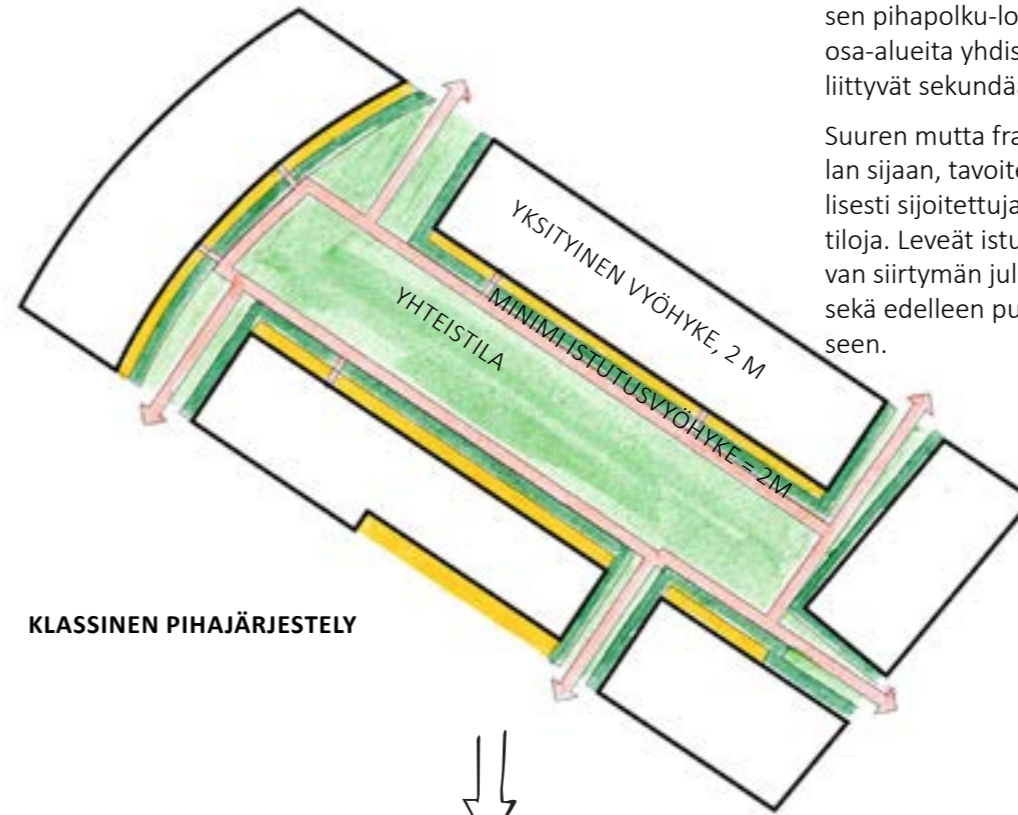 sen pihapolku-lo
osa-alueita yhdis
liittyvät sekundä
Suuren mutta fra
lan sijaan, tavoite
lisesti sijoitettuja
tiloja. Leveät istu
van siirtymän jul
sekä edelleen pu
seen.
YKSITYINEN VYÖHYKE, 2 M
MINIMI ISTUTUSVYÖHYKE = 2M
YHTEISTILA
KLASSINEN PIHAJÄRJESTELY